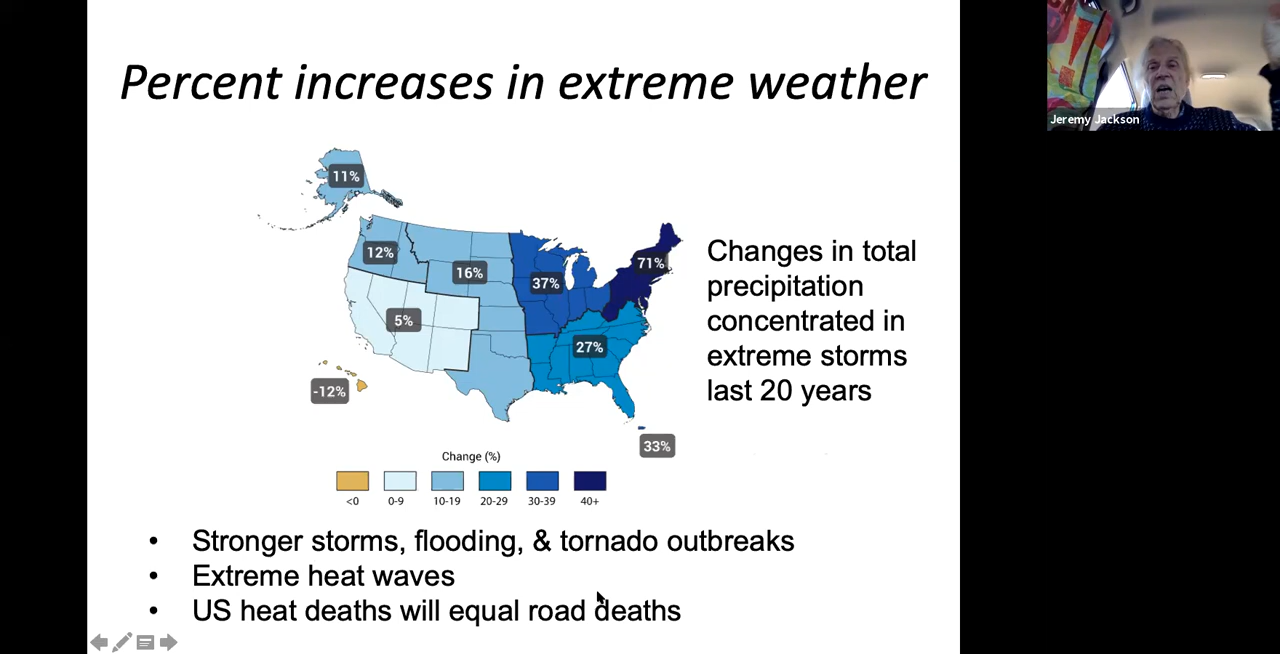 Percent increases in extreme weather
Jeremy Jackson
11%
12%
16%
37%
71%
5%
27%
-12%
33%
Changes in total
precipitation
concentrated in
extreme storms
last 20 years
Change (%)
<0
0-9
10-19
20-29
30-39
40+
• Stronger storms, flooding, & tornado outbreaks
• Extreme heat waves
• US heat deaths will equal road deaths